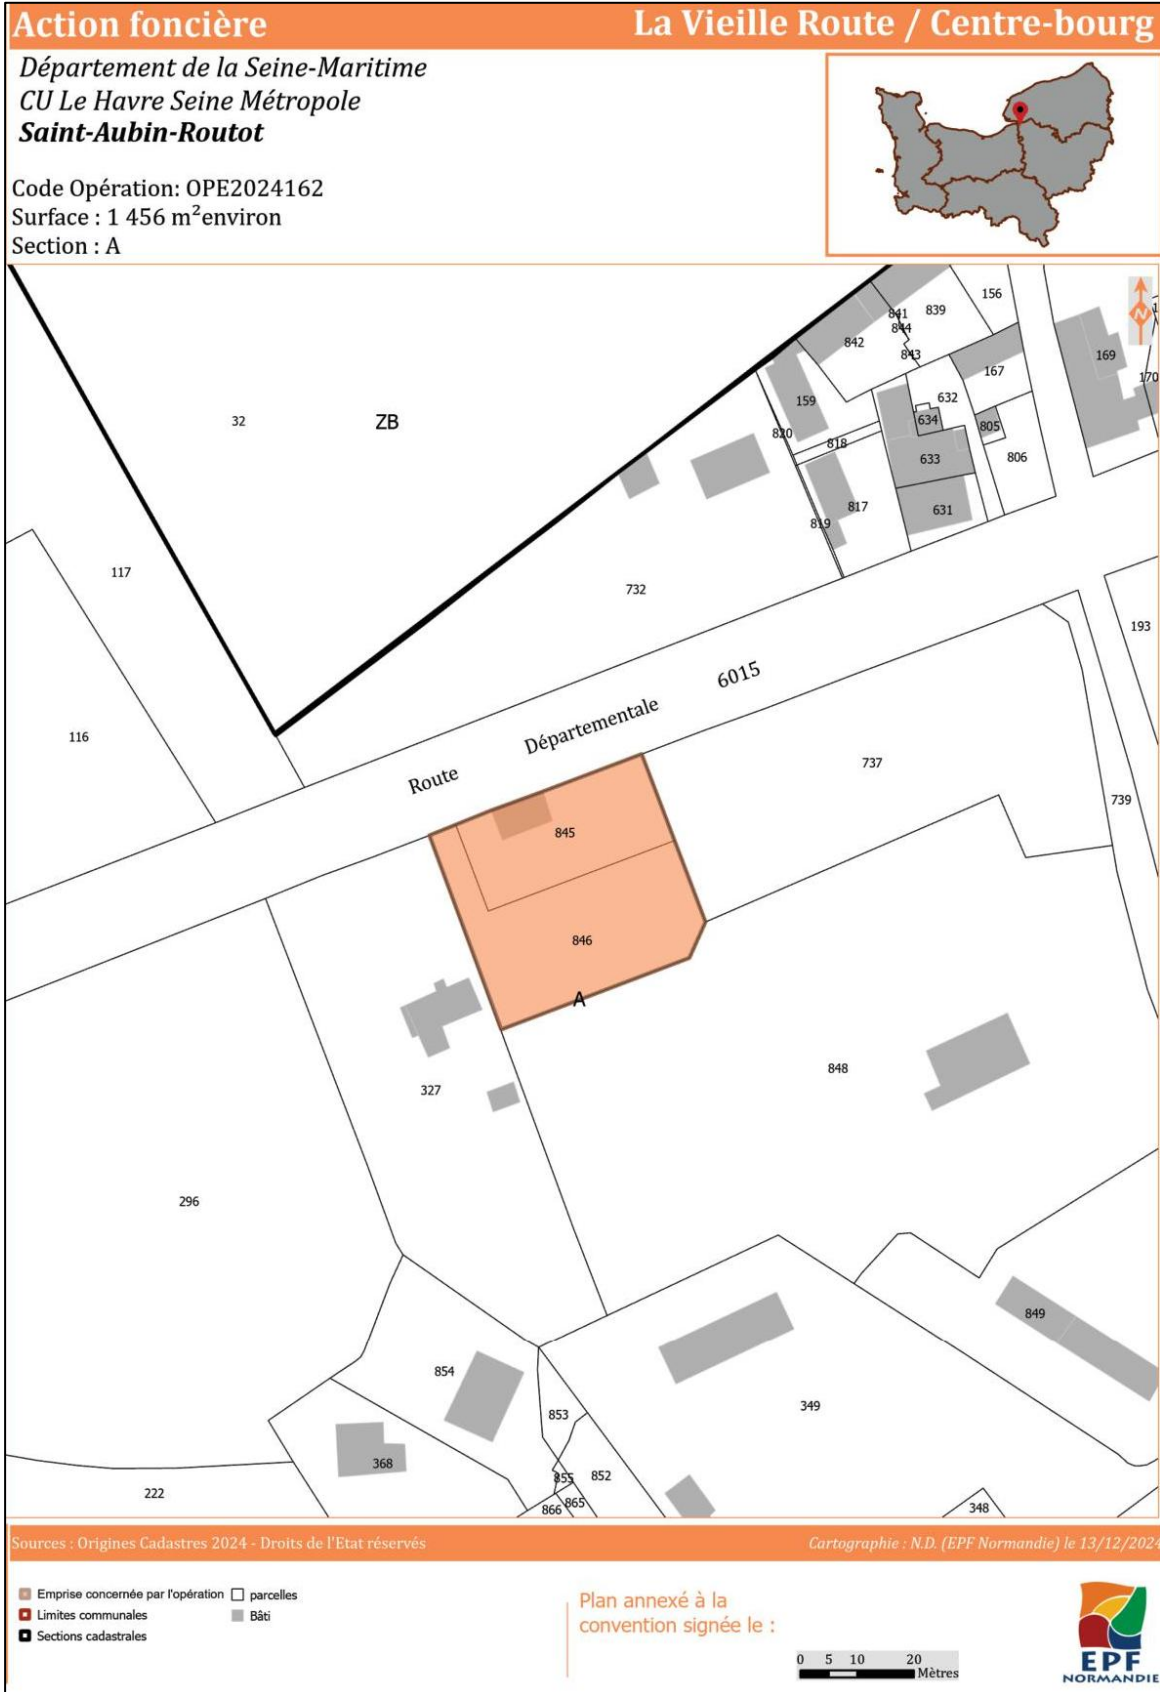 Action foncière
La Vieille Route / Centre-bourg
Département de la Seine-Maritime
CU Le Havre Seine Métropole
Saint-Aubin-Routot
Code Opération: OPE2024162
Surface : 1 456 m²environ
Section : A
N
156
839
841
844
842
843
167
169
170
32
ZB
159
632
634
805
820
818
633
806
817
631
819
117
732
193
6015
116
Départementale
Route
737
739
845
846
A
848
327
296
849
854
349
853
368
855
852
222
866
865
348
Sources : Origines Cadastres 2024 - Droits de l'Etat réservés
Cartographie : N.D. (EPF Normandie) le 13/12/2024
Emprise concernée par l'opération
parcelles
Limites communales
Bâti
Sections cadastrales
Plan annexé à la
convention signée le :
0 5 10 20
Mètres
EPF
NORMANDIE